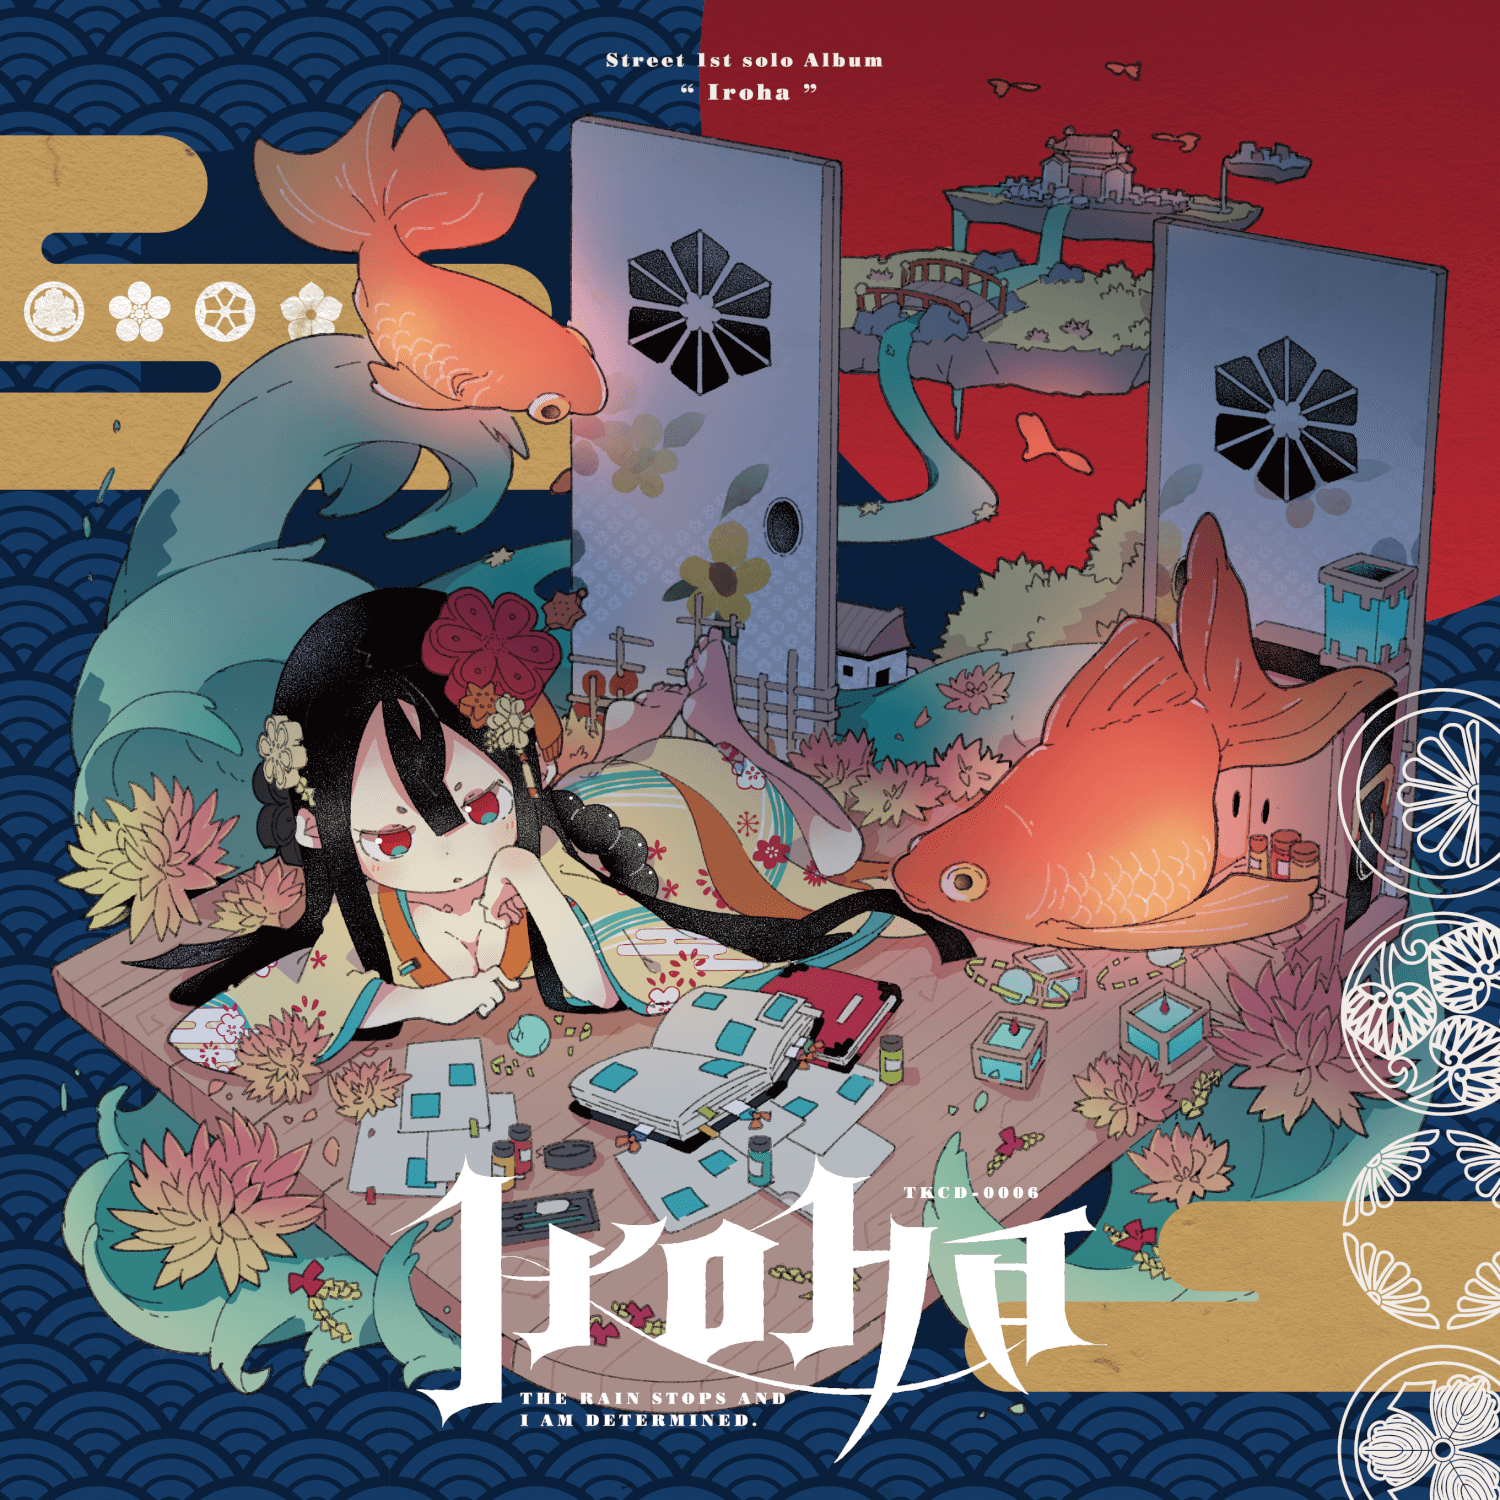 Street 1st solo Album
“ Iroha ”
TKCD-0006
Iroha
THE RAIN STOPS AND
I AM DETERMINED.